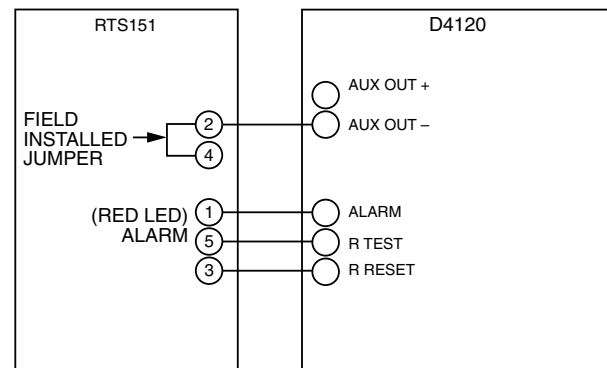 RTS151
D4120
FIELD
INSTALLED
JUMPER
2
4
AUX OUT +
AUX OUT –
(RED LED)
ALARM
1
5
3
ALARM
R TEST
R RESET